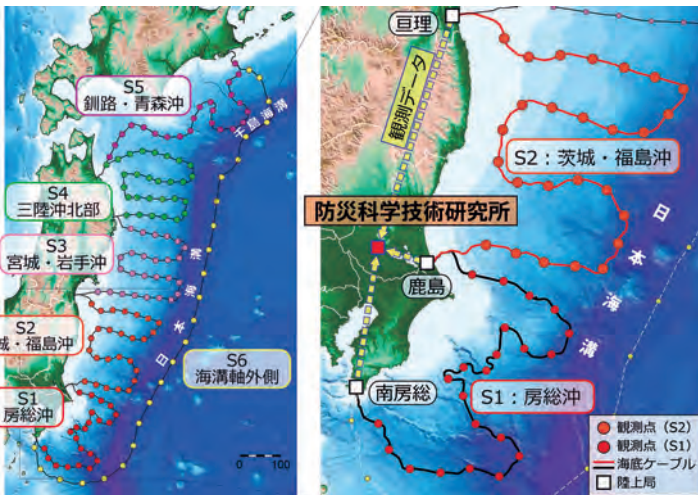 S5
釧路・青森沖
千島海溝
S4
三陸沖北部
S3
宮城・岩手沖
日本海溝
S2
城・福島沖
S6
海溝軸外側
S1
房総沖
0 100
亘理
観測データ
S2：茨城・福島沖
防災科学技術研究所
日本海溝
鹿島
南房総
S1：房総沖
観測点（S2）
観測点（S1）
海底ケーブル
陸上局